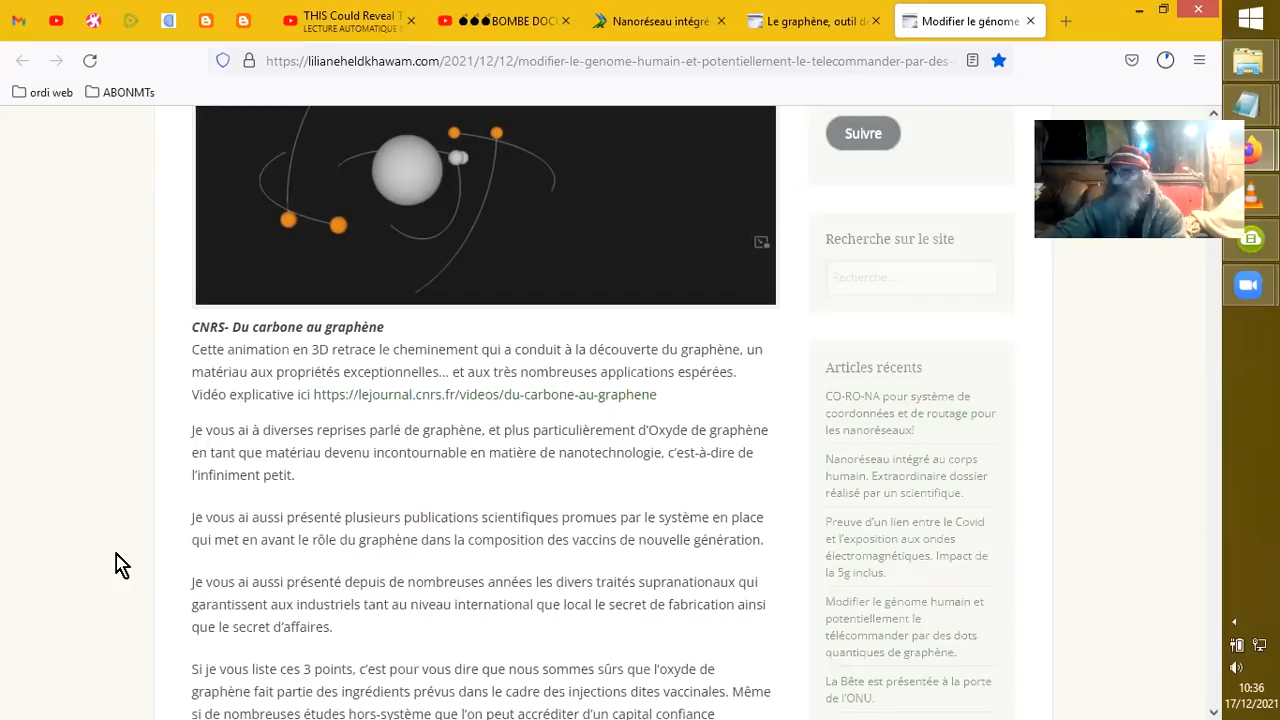 THIS Could Reveal T
LECTURE AUTOMATIQUE
BOMBE DOC
Nanoréseau intégré
Le graphène, outil d
Modifier le génome
https://lilianeheldkhawam.com/2021/12/12/modifier-le-genome-humain-et-potentiellement-le-telecommander-par-des-
ordi web
ABONMTs
Suivre
Recherche sur le site
Recherche ...
CNRS- Du carbone au graphène
Cette animation en 3D retrace le cheminement qui a conduit à la découverte du graphène, un
matériau aux propriétés exceptionnelles… et aux très nombreuses applications espérées.
Vidéo explicative ici https://lejournal.cnrs.fr/videos/du-carbone-au-graphene
Je vous ai à diverses reprises parlé de graphène, et plus particulièrement d’Oxyde de graphène
en tant que matériau devenu incontournable en matière de nanotechnologie, c’est-à-dire de
l’infiniment petit.
Je vous ai aussi présenté plusieurs publications scientifiques promues par le système en place
qui met en avant le rôle du graphène dans la composition des vaccins de nouvelle génération.
Je vous ai aussi présenté depuis de nombreuses années les divers traités supranationaux qui
garantissent aux industriels tant au niveau international que local le secret de fabrication ainsi
que le secret d’affaires.
Si je vous liste ces 3 points, c’est pour vous dire que nous sommes sûrs que l’oxyde de
graphène fait partie des ingrédients prévus dans le cadre des injections dites vaccinales. Même
si de nombreuses études hors-système que l’on peut accréditer d’un capital confiance
Articles récents
CO-RO-NA pour système de
coordonnées et de routage pour
les nanoréseaux!
Nanoréseau intégré au corps
humain. Extraordinaire dossier
réalisé par un scientifique.
Preuve d’un lien entre le Covid
et l’exposition aux ondes
électromagnétiques. Impact de
la 5g inclus.
Modifier le génome humain et
potentiellement le
télécommander par des dots
quantiques de graphène.
La Bête est présentée à la porte
de l’ONU.
10:36
17/12/2021